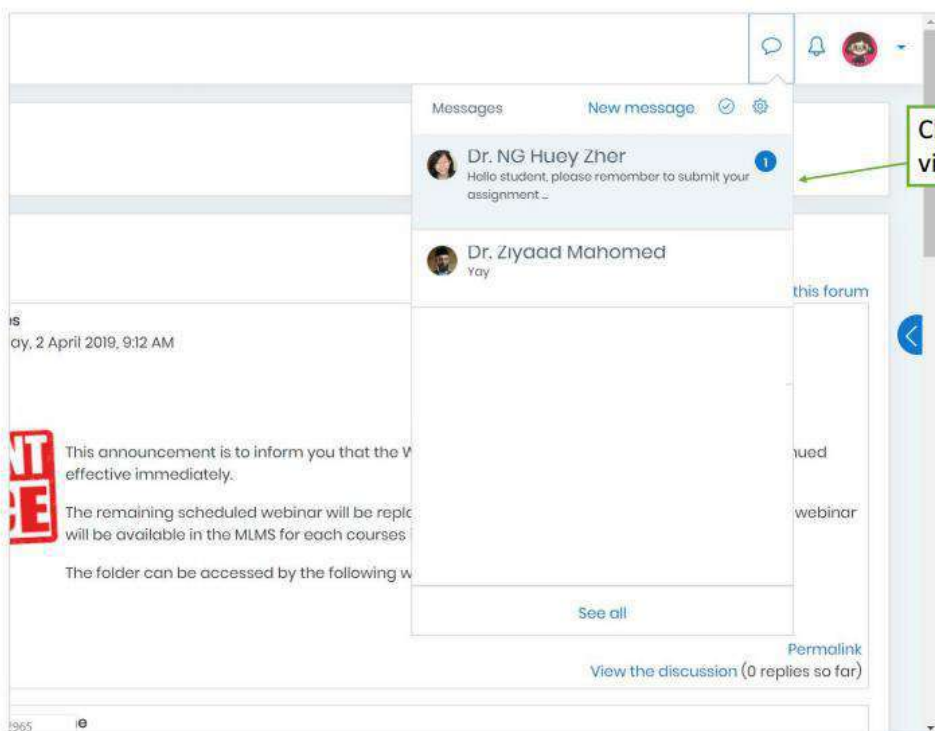 Messages New message
Dr. NG Huey Zher 1
Hello student, please remember to submit your
assignment ...
Dr. Ziyaad Mahomed
Yay
this forum
ay, 2 April 2019, 9:12 AM
This announcement is to inform you that the W
nued
effective immediately.
The remaining scheduled webinar will be repla
webinar
will be available in the MLMS for each courses
The folder can be accessed by the following w
See all
Permalink
View the discussion (0 replies so far)
2965